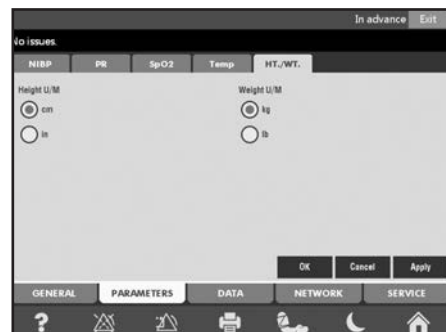 In advance Exit
No issues.
NIBP PR SpO2 Temp HT./WT.
Height U/M Weight U/M
cm kg
in lb
OK Cancel Apply
GENERAL PARAMETERS DATA NETWORK SERVICE
?